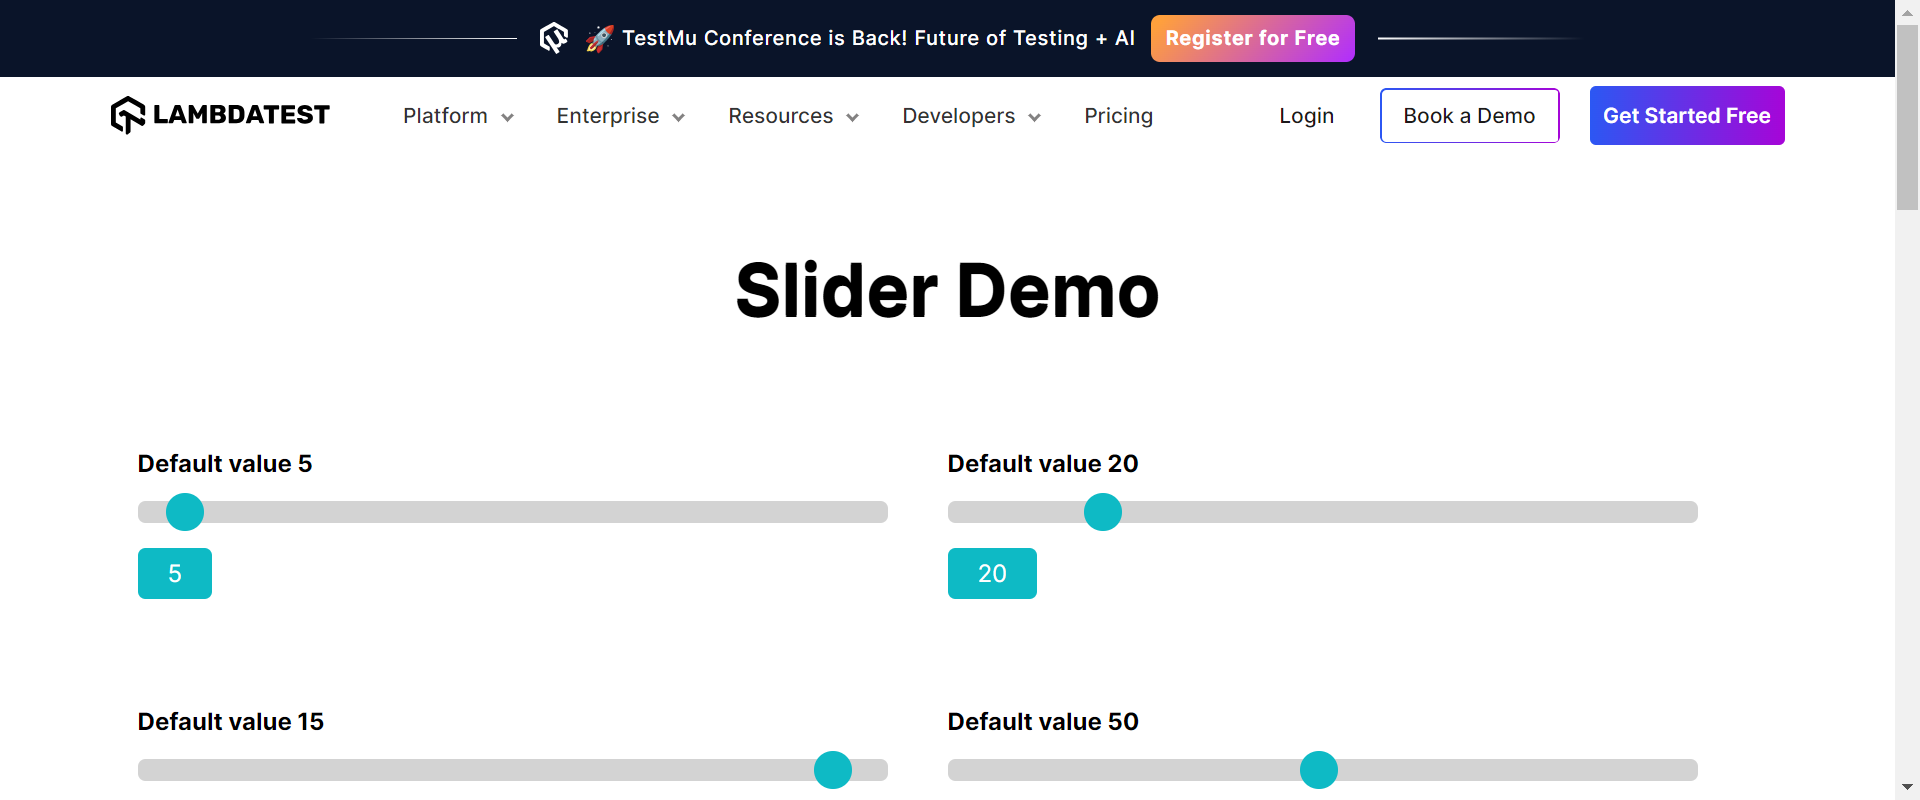 🚀 TestMu Conference is Back! Future of Testing + AI Register for Free
LAMBDATEST Platform Enterprise Resources Developers Pricing Login Book a Demo Get Started Free
Slider Demo
Default value 5 Default value 20
5 20
Default value 15 Default value 50